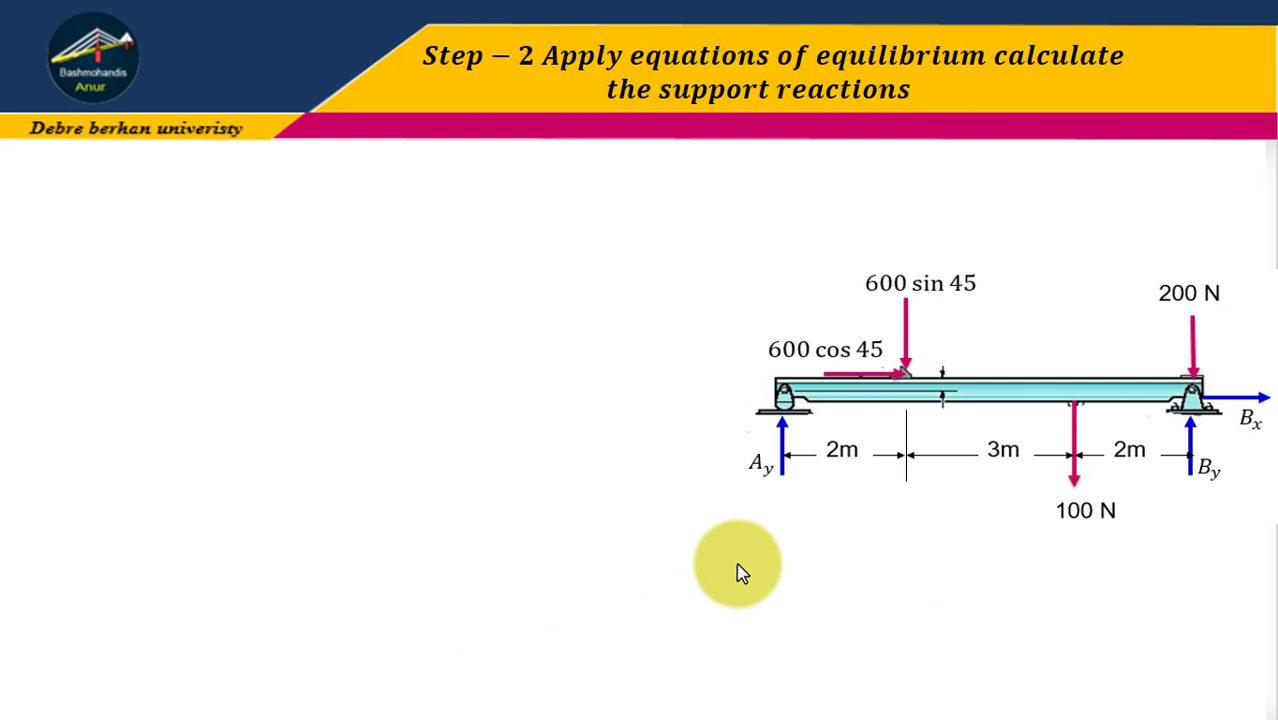 Step − 2 Apply equations of equilibrium calculate
the support reactions
Bashmohandis
Anur
Debre berhan univeristy
600 sin 45
200 N
600 cos 45
Bx
2m
3m
2m
Ay
By
100 N